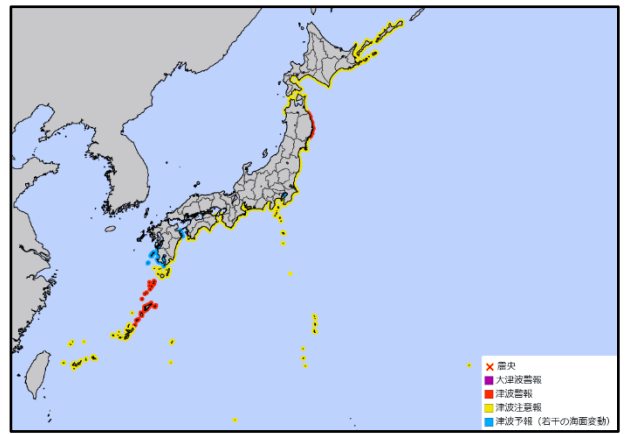 震央
大津波警報
津波警報
津波注意報
津波予報（若干の海面変動）